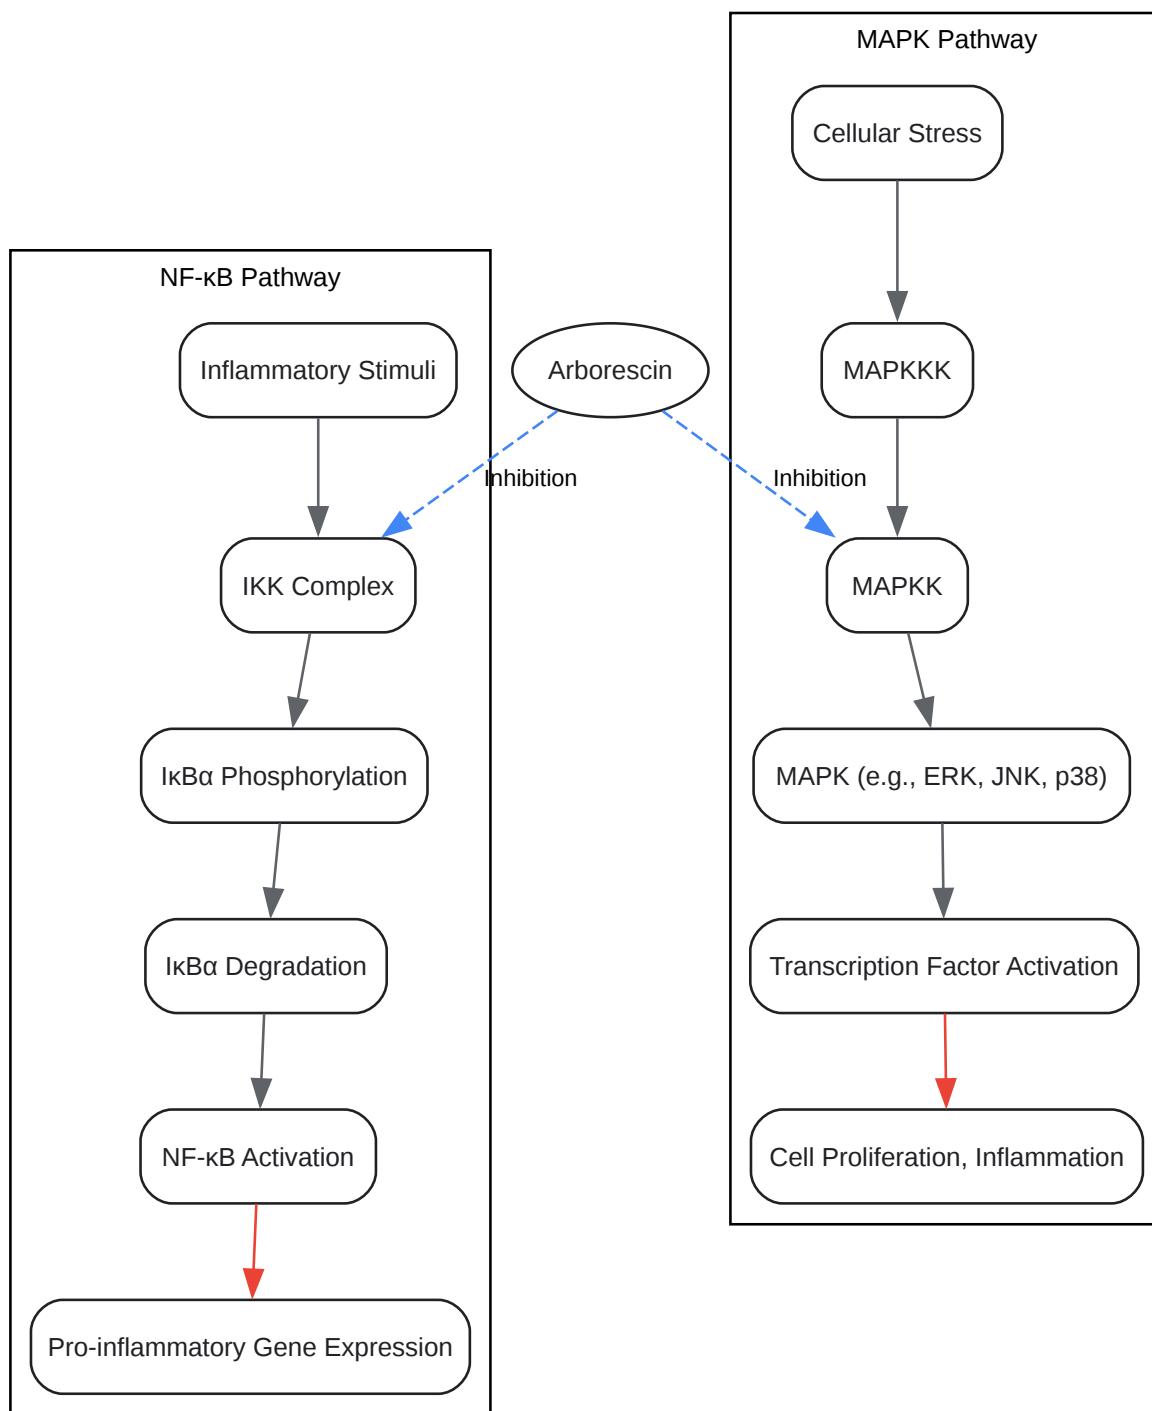 MAPK Pathway
Cellular Stress
NF-κB Pathway
Inflammatory Stimuli
Arborescin
MAPKKK
Inhibition
Inhibition
IKK Complex
MAPKK
IκBα Phosphorylation
MAPK (e.g., ERK, JNK, p38)
IκBα Degradation
Transcription Factor Activation
NF-κB Activation
Cell Proliferation, Inflammation
Pro-inflammatory Gene Expression